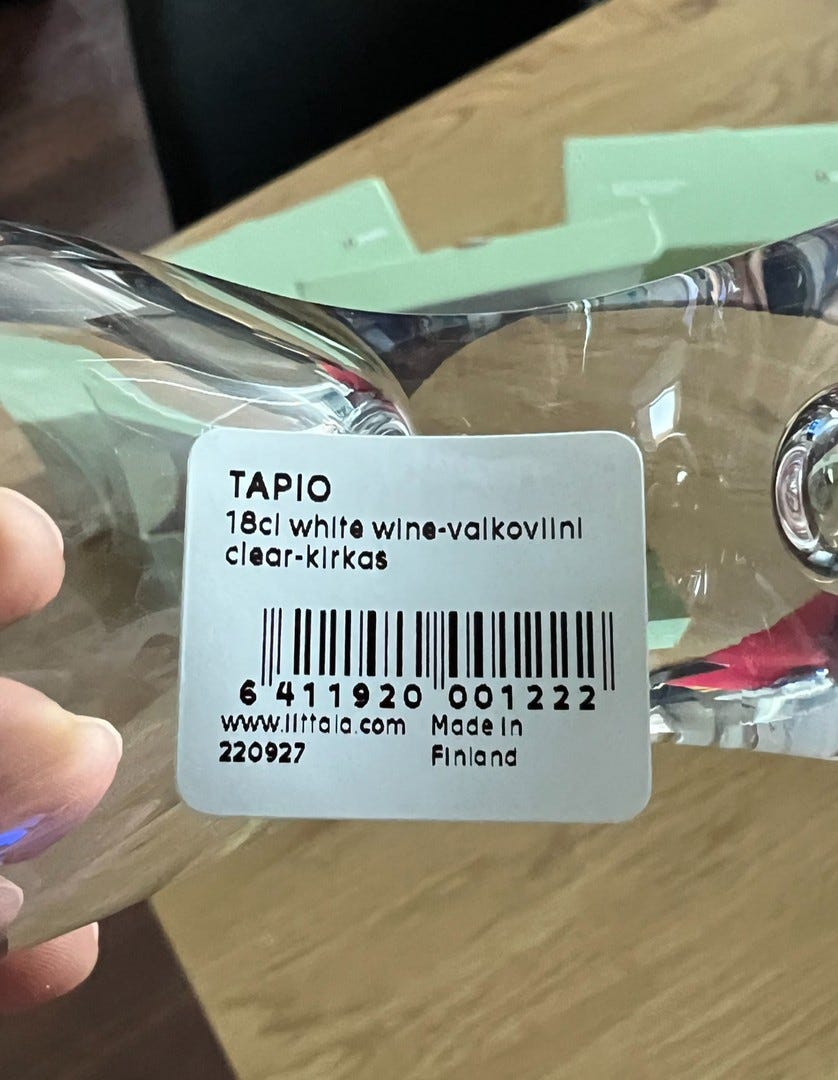 TAPIO
18cl white wine-valkoviini
clear-kirkas
6 411920 001222
www.iittala.com Made in
220927 Finland